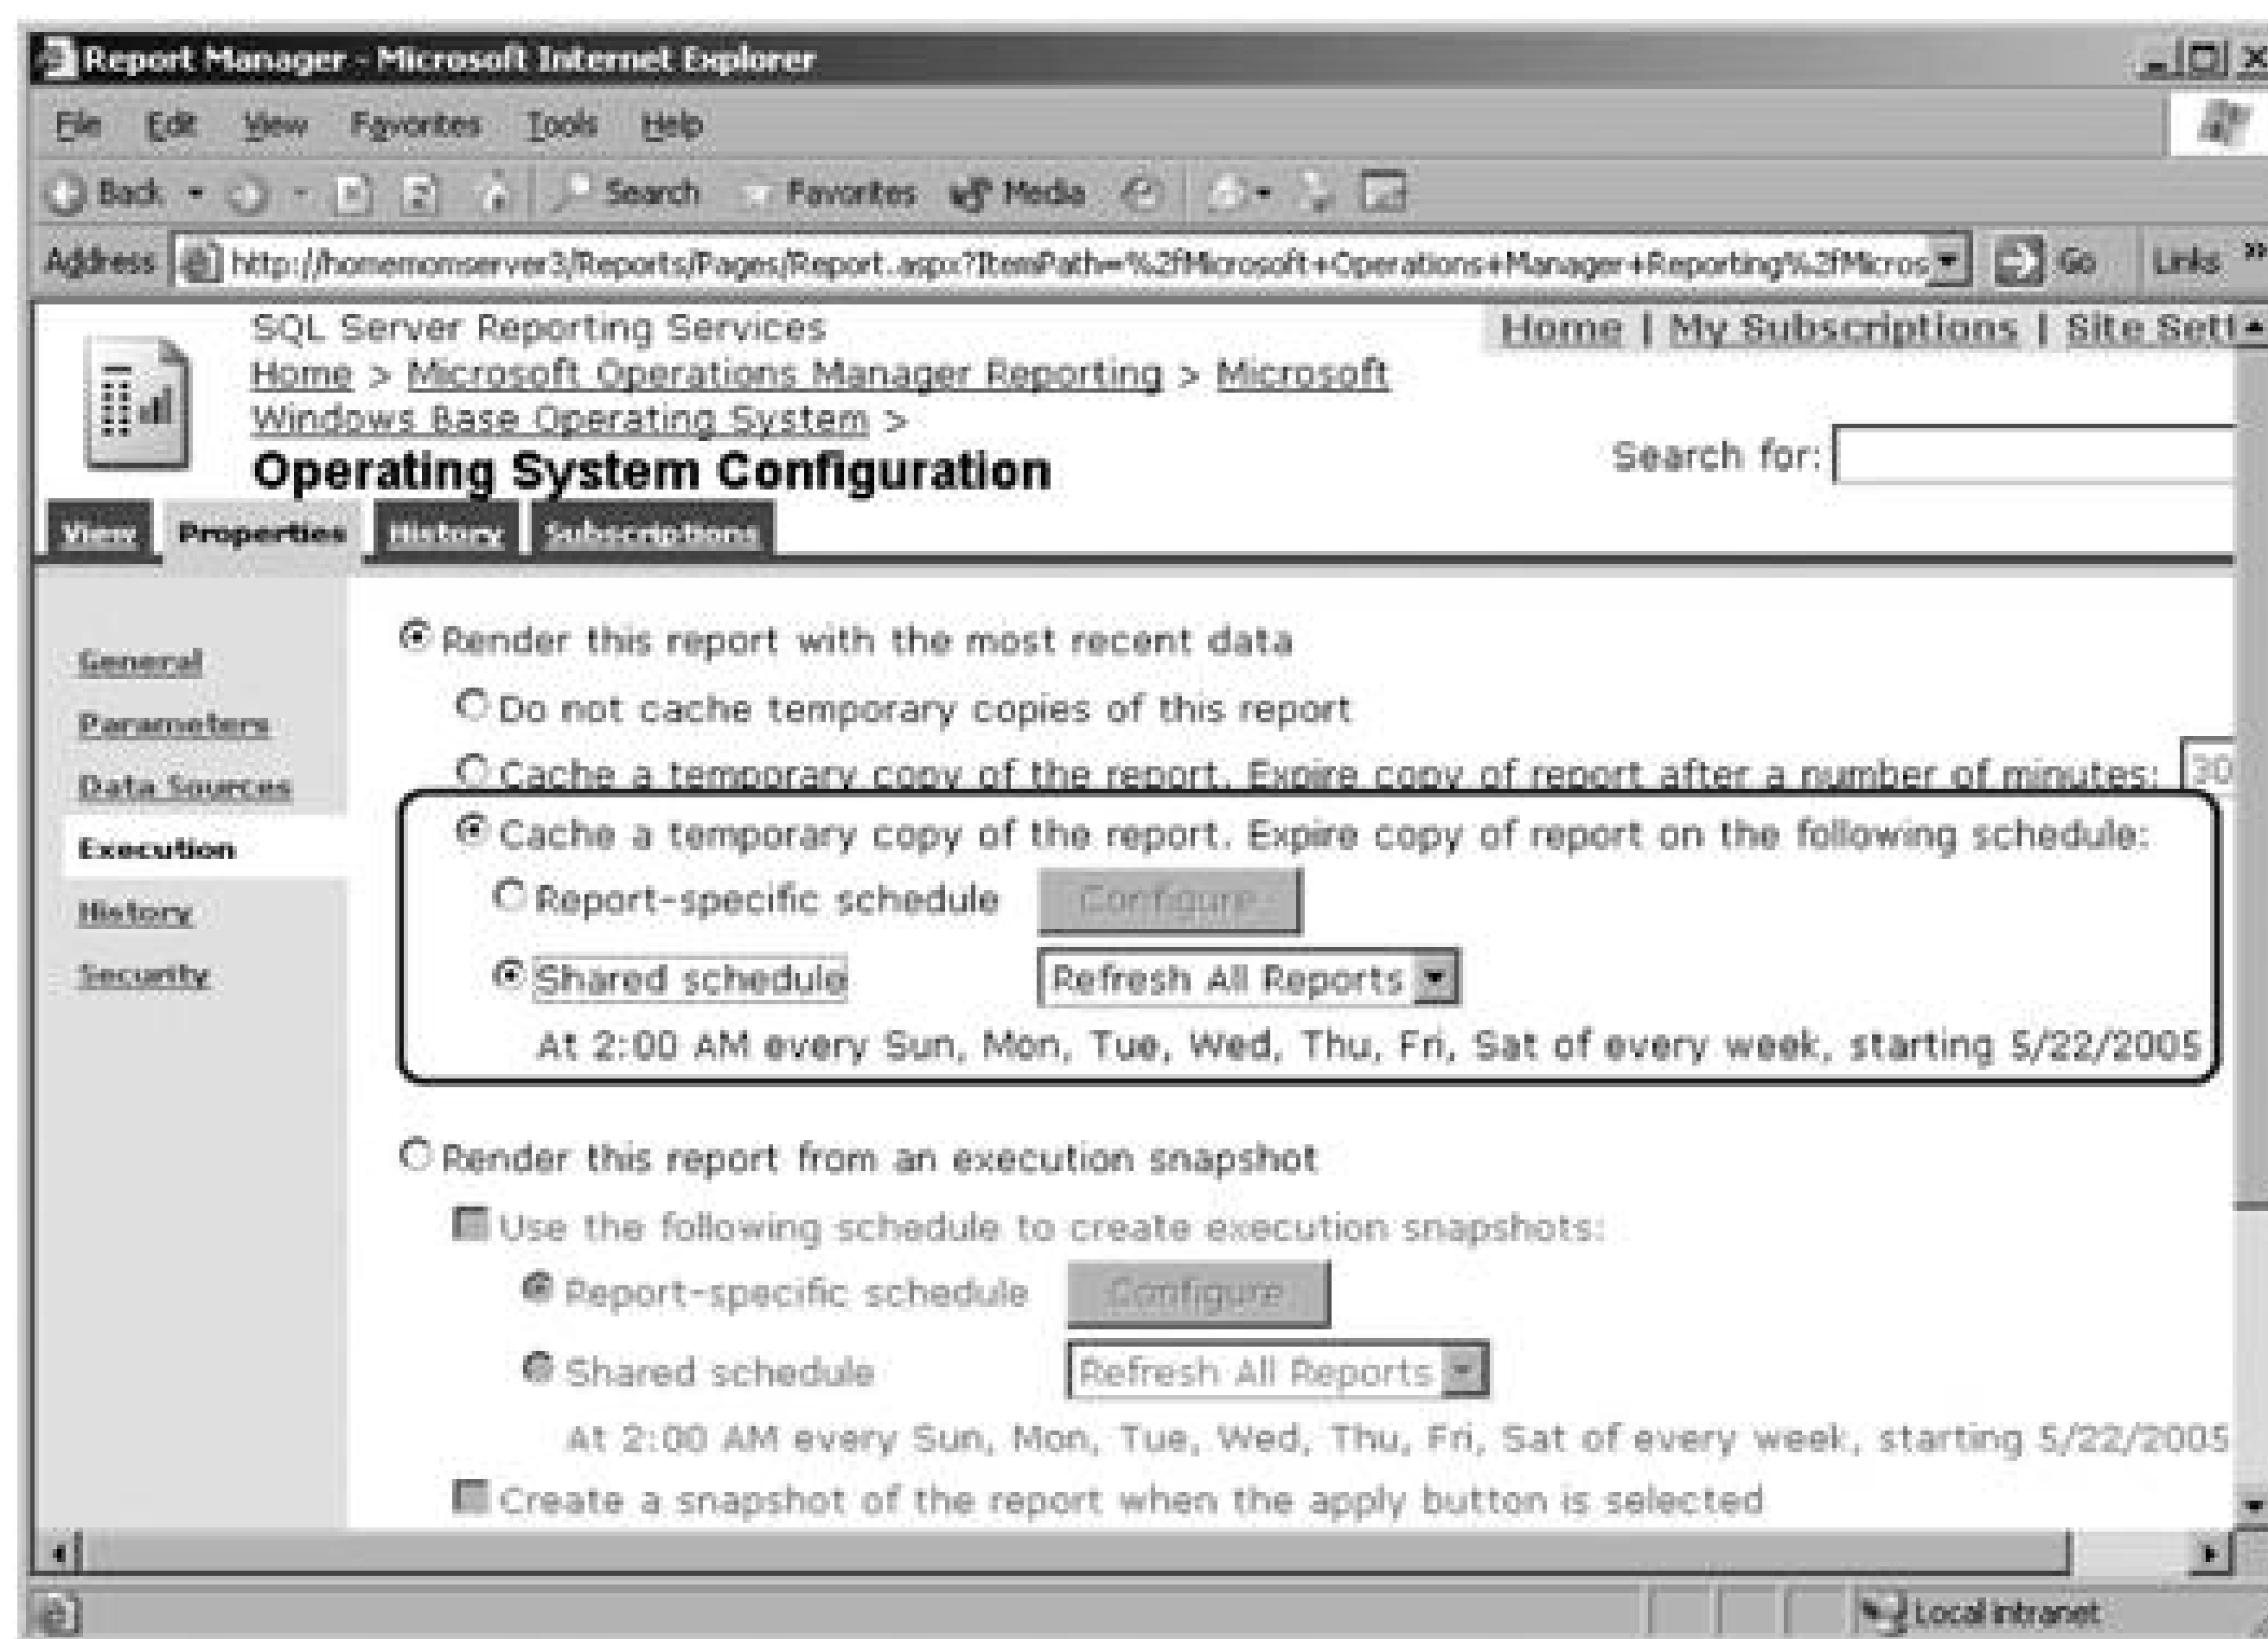 Report Manager - Microsoft Internet Explorer
File Edit View Favorites Tools Help
Back Search Favorites Media
Address http://homemomserver3/Reports/Pages/Report.aspx?ItemPath=%2fMicrosoft+Operations+Manager+Reporting%2fMicros Go Links »
SQL Server Reporting Services
Home | My Subscriptions | Site Sett
Home > Microsoft Operations Manager Reporting > Microsoft
Windows Base Operating System >
Operating System Configuration
Search for:
View Properties History Subscriptions
General
Parameters
Data Sources
Execution
History
Security
Render this report with the most recent data
Do not cache temporary copies of this report
Cache a temporary copy of the report. Expire copy of report after a number of minutes: 30
Cache a temporary copy of the report. Expire copy of report on the following schedule:
Report-specific schedule Configure
Shared schedule Refresh All Reports
At 2:00 AM every Sun, Mon, Tue, Wed, Thu, Fri, Sat of every week, starting 5/22/2005
Render this report from an execution snapshot
Use the following schedule to create execution snapshots:
Report-specific schedule Configure
Shared schedule Refresh All Reports
At 2:00 AM every Sun, Mon, Tue, Wed, Thu, Fri, Sat of every week, starting 5/22/2005
Create a snapshot of the report when the apply button is selected
Local intranet